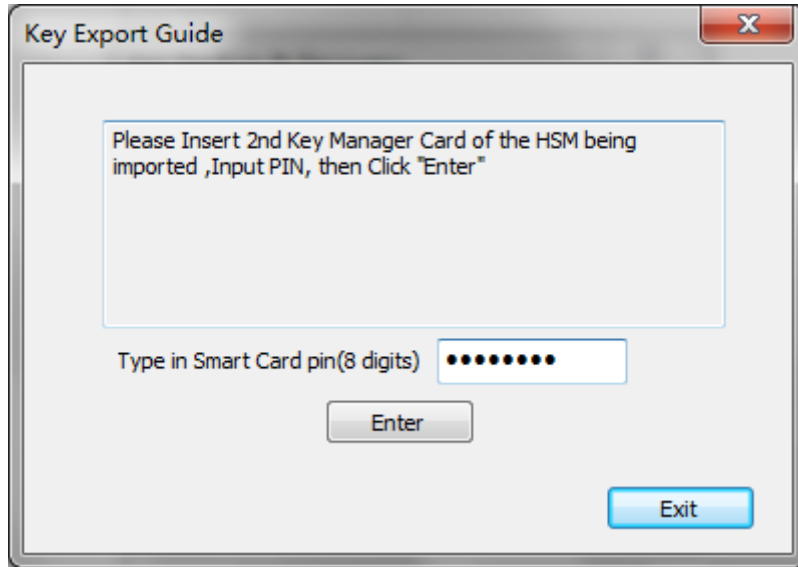 Key Export Guide
Please Insert 2nd Key Manager Card of the HSM being
imported ,Input PIN, then Click "Enter"
Type in Smart Card pin(8 digits) ●●●●●●●●
Enter
Exit